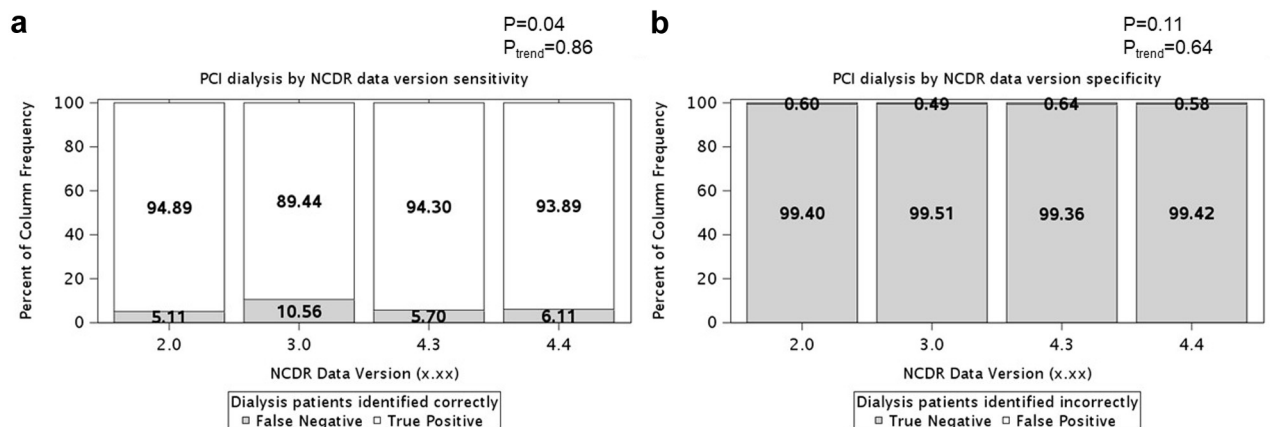 a
P=0.04
Ptrend=0.86
PCI dialysis by NCDR data version sensitivity
Percent of Column Frequency
100
80
60
40
20
0
94.89
89.44
94.30
93.89
5.11
10.56
5.70
6.11
2.0
3.0
4.3
4.4
NCDR Data Version (x.xx)
Dialysis patients identified correctly
False Negative True Positive
b
P=0.11
Ptrend=0.64
PCI dialysis by NCDR data version specificity
Percent of Column Frequency
100
80
60
40
20
0
0.60
0.49
0.64
0.58
99.40
99.51
99.36
99.42
2.0
3.0
4.3
4.4
NCDR Data Version (x.xx)
Dialysis patients identified incorrectly
True Negative False Positive